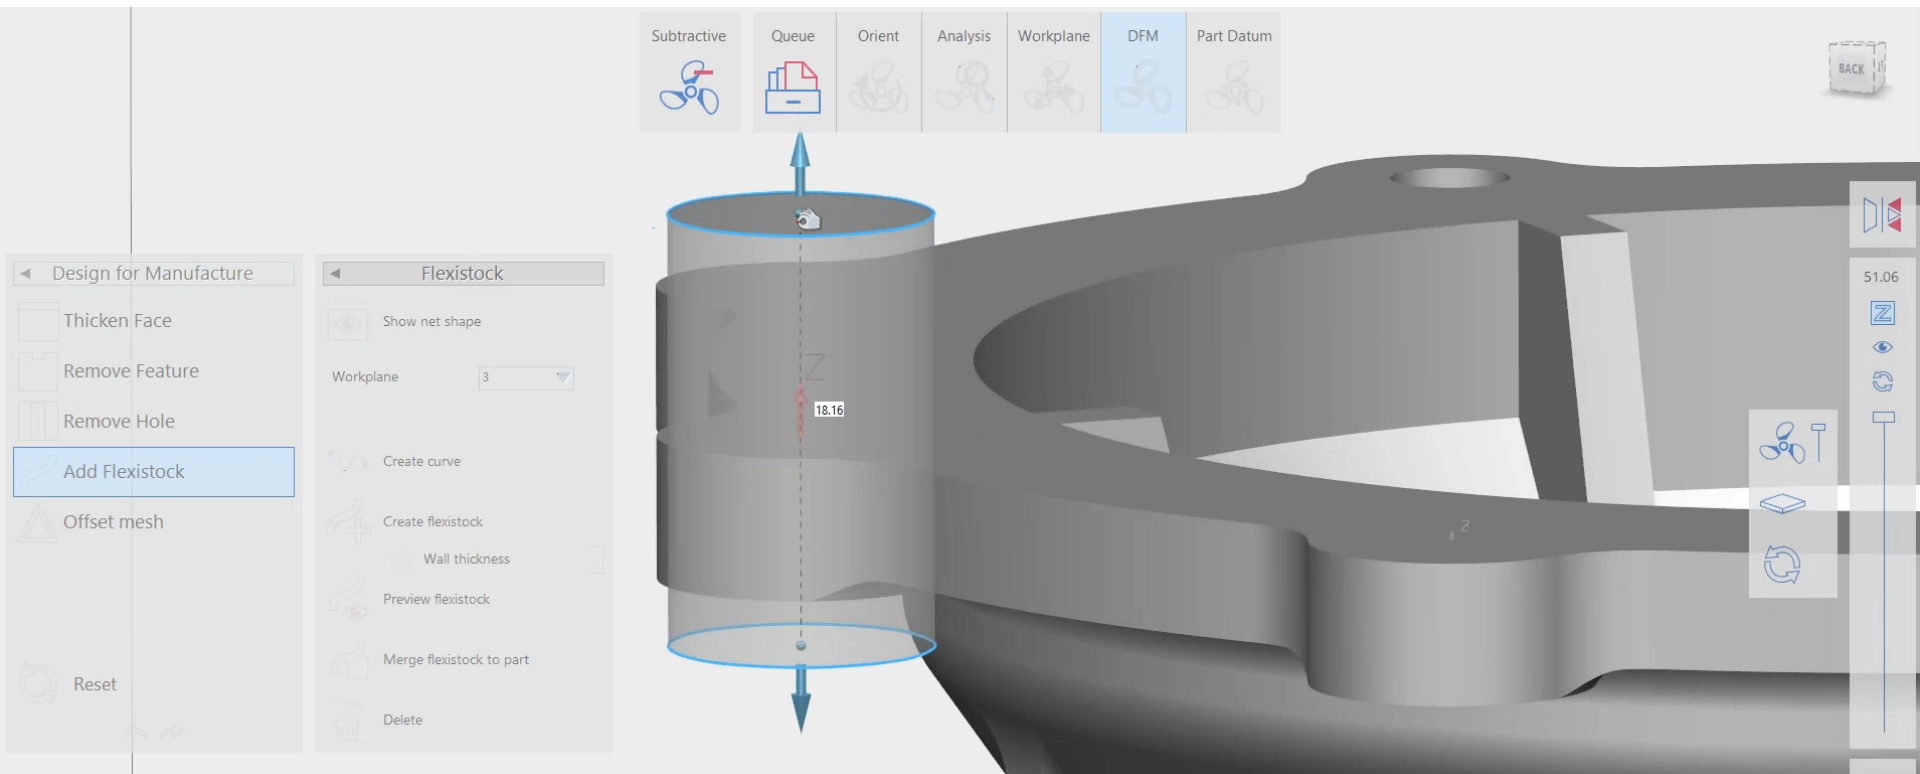 Subtractive
Queue
Orient
Analysis
Workplane
DFM
Part Datum
BACK
51.06
Z
Design for Manufacture
Thicken Face
Remove Feature
Remove Hole
Add Flexistock
Offset mesh
Reset
Flexistock
Show net shape
Workplane 3
Create curve
Create flexistock
Wall thickness
Preview flexistock
Merge flexistock to part
Delete
Z
18.16
Z